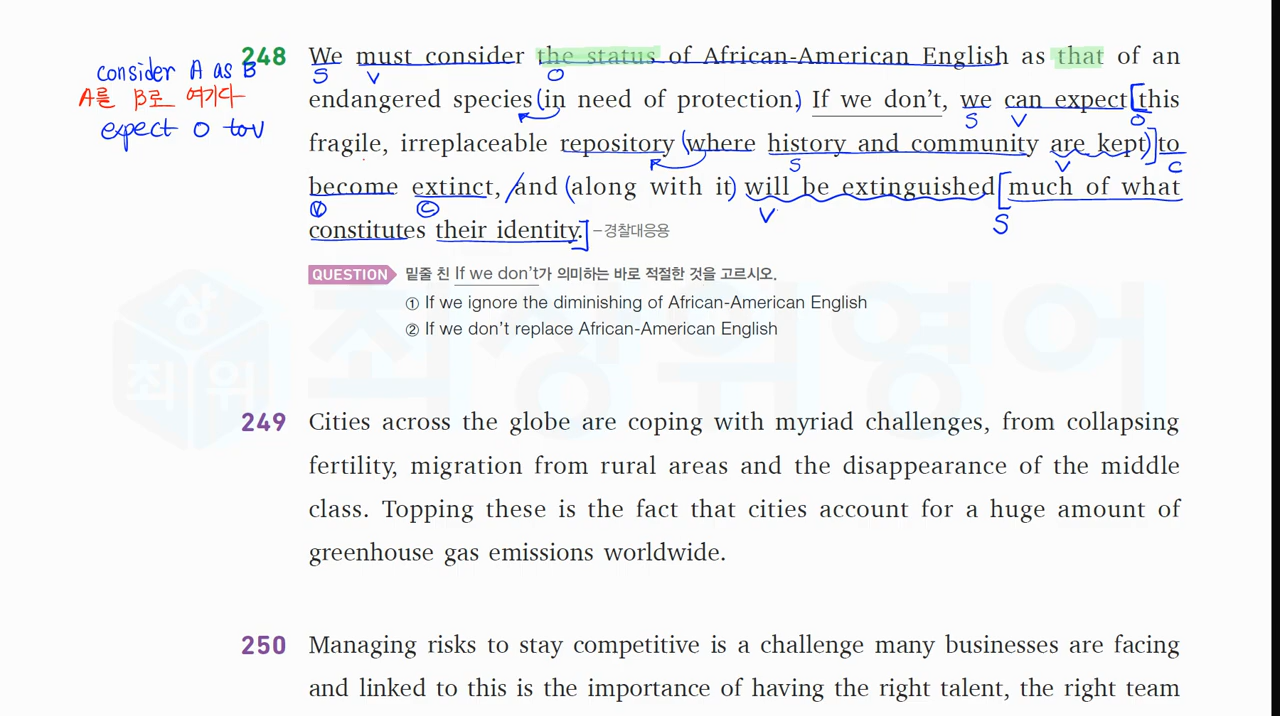 consider A as B
A를 B로 여기다
expect O to V
248 We must consider the status of African-American English as that of an
S V O
endangered species (in need of protection.) If we don't, we can expect [this
S V O
fragile, irreplaceable repository (where history and community are kept)] to
S V C
become extinct, / and (along with it) will be extinguished [much of what
Ⓥ Ⓒ V S
constitutes their identity.] –경찰대응용
QUESTION 밑줄 친 If we don't가 의미하는 바로 적절한 것을 고르시오.
① If we ignore the diminishing of African-American English
② If we don't replace African-American English
상
최 위
최상위영어
249 Cities across the globe are coping with myriad challenges, from collapsing
fertility, migration from rural areas and the disappearance of the middle
class. Topping these is the fact that cities account for a huge amount of
greenhouse gas emissions worldwide.
250 Managing risks to stay competitive is a challenge many businesses are facing
and linked to this is the importance of having the right talent, the right team